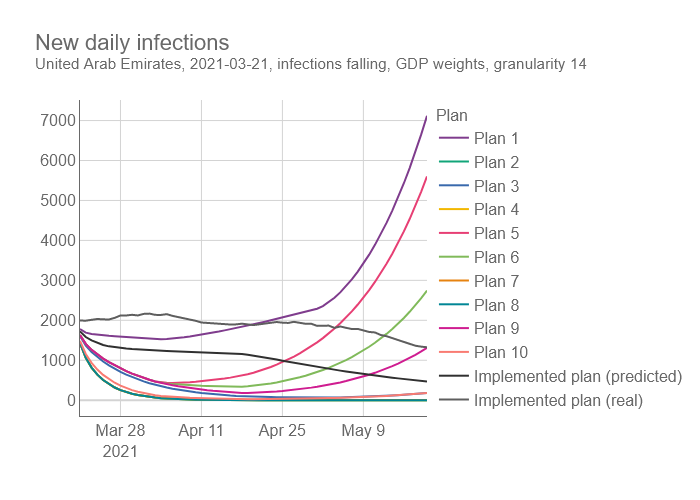 New daily infections
United Arab Emirates, 2021-03-21, infections falling, GDP weights, granularity 14
7000
6000
5000
4000
3000
2000
1000
0
Mar 28
2021
Apr 11
Apr 25
May 9
Plan
Plan 1
Plan 2
Plan 3
Plan 4
Plan 5
Plan 6
Plan 7
Plan 8
Plan 9
Plan 10
Implemented plan (predicted)
Implemented plan (real)